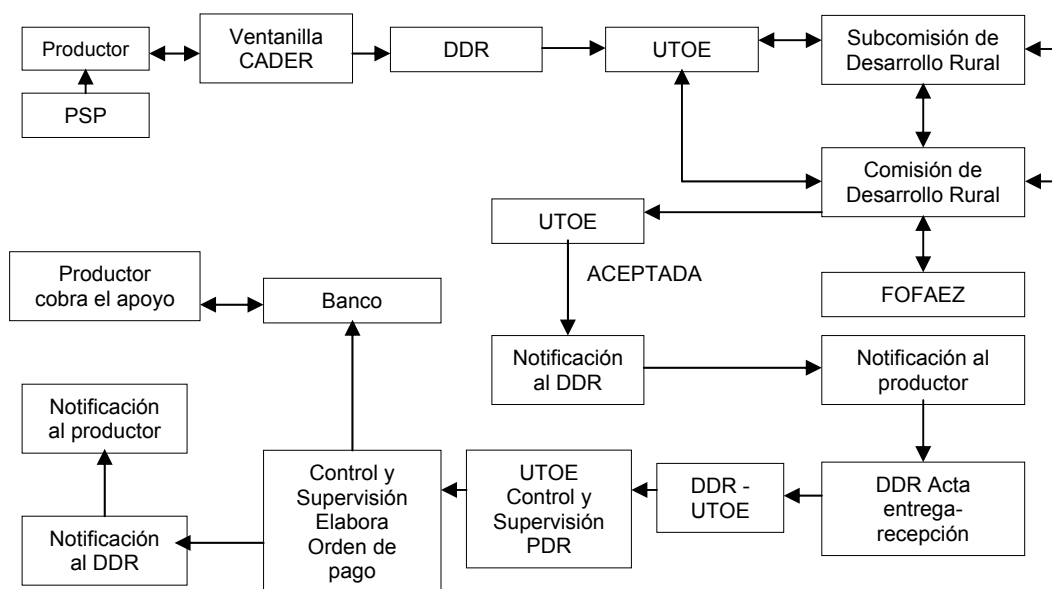 Productor
Ventanilla
CADER
DDR
UTOE
Subcomisión de
Desarrollo Rural
PSP
Comisión de
Desarrollo Rural
UTOE
ACEPTADA
FOFAEZ
Productor
cobra el apoyo
Banco
Notificación
al DDR
Notificación al
productor
Notificación
al productor
Control y
Supervisión
Elabora
Orden de
pago
UTOE
Control y
Supervisión
PDR
DDR -
UTOE
DDR Acta
entrega-
recepción
Notificación
al DDR